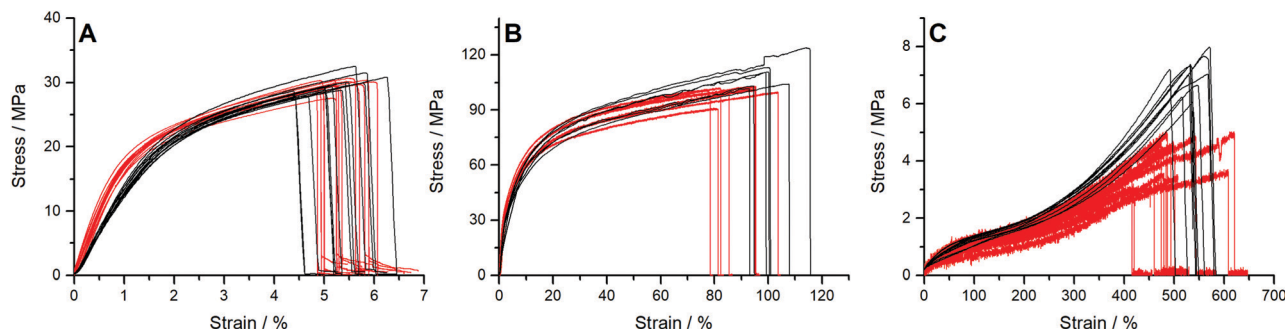 A
Stress / MPa
40
30
20
10
0
0 1 2 3 4 5 6 7
Strain / %
B
Stress / MPa
120
90
60
30
0
0 20 40 60 80 100 120
Strain / %
C
Stress / MPa
8
6
4
2
0
0 100 200 300 400 500 600 700
Strain / %